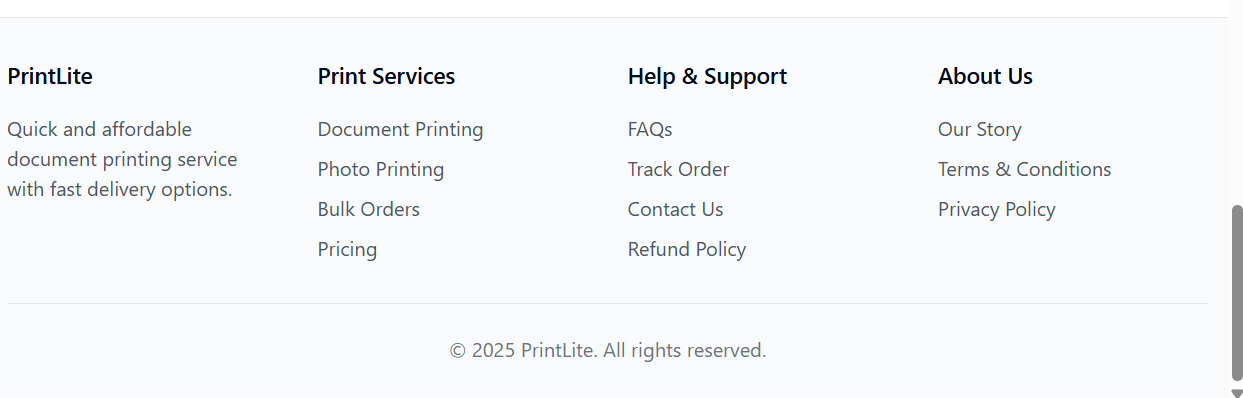 PrintLite
Quick and affordable
document printing service
with fast delivery options.
Print Services
Document Printing
Photo Printing
Bulk Orders
Pricing
Help & Support
FAQs
Track Order
Contact Us
Refund Policy
About Us
Our Story
Terms & Conditions
Privacy Policy
© 2025 PrintLite. All rights reserved.